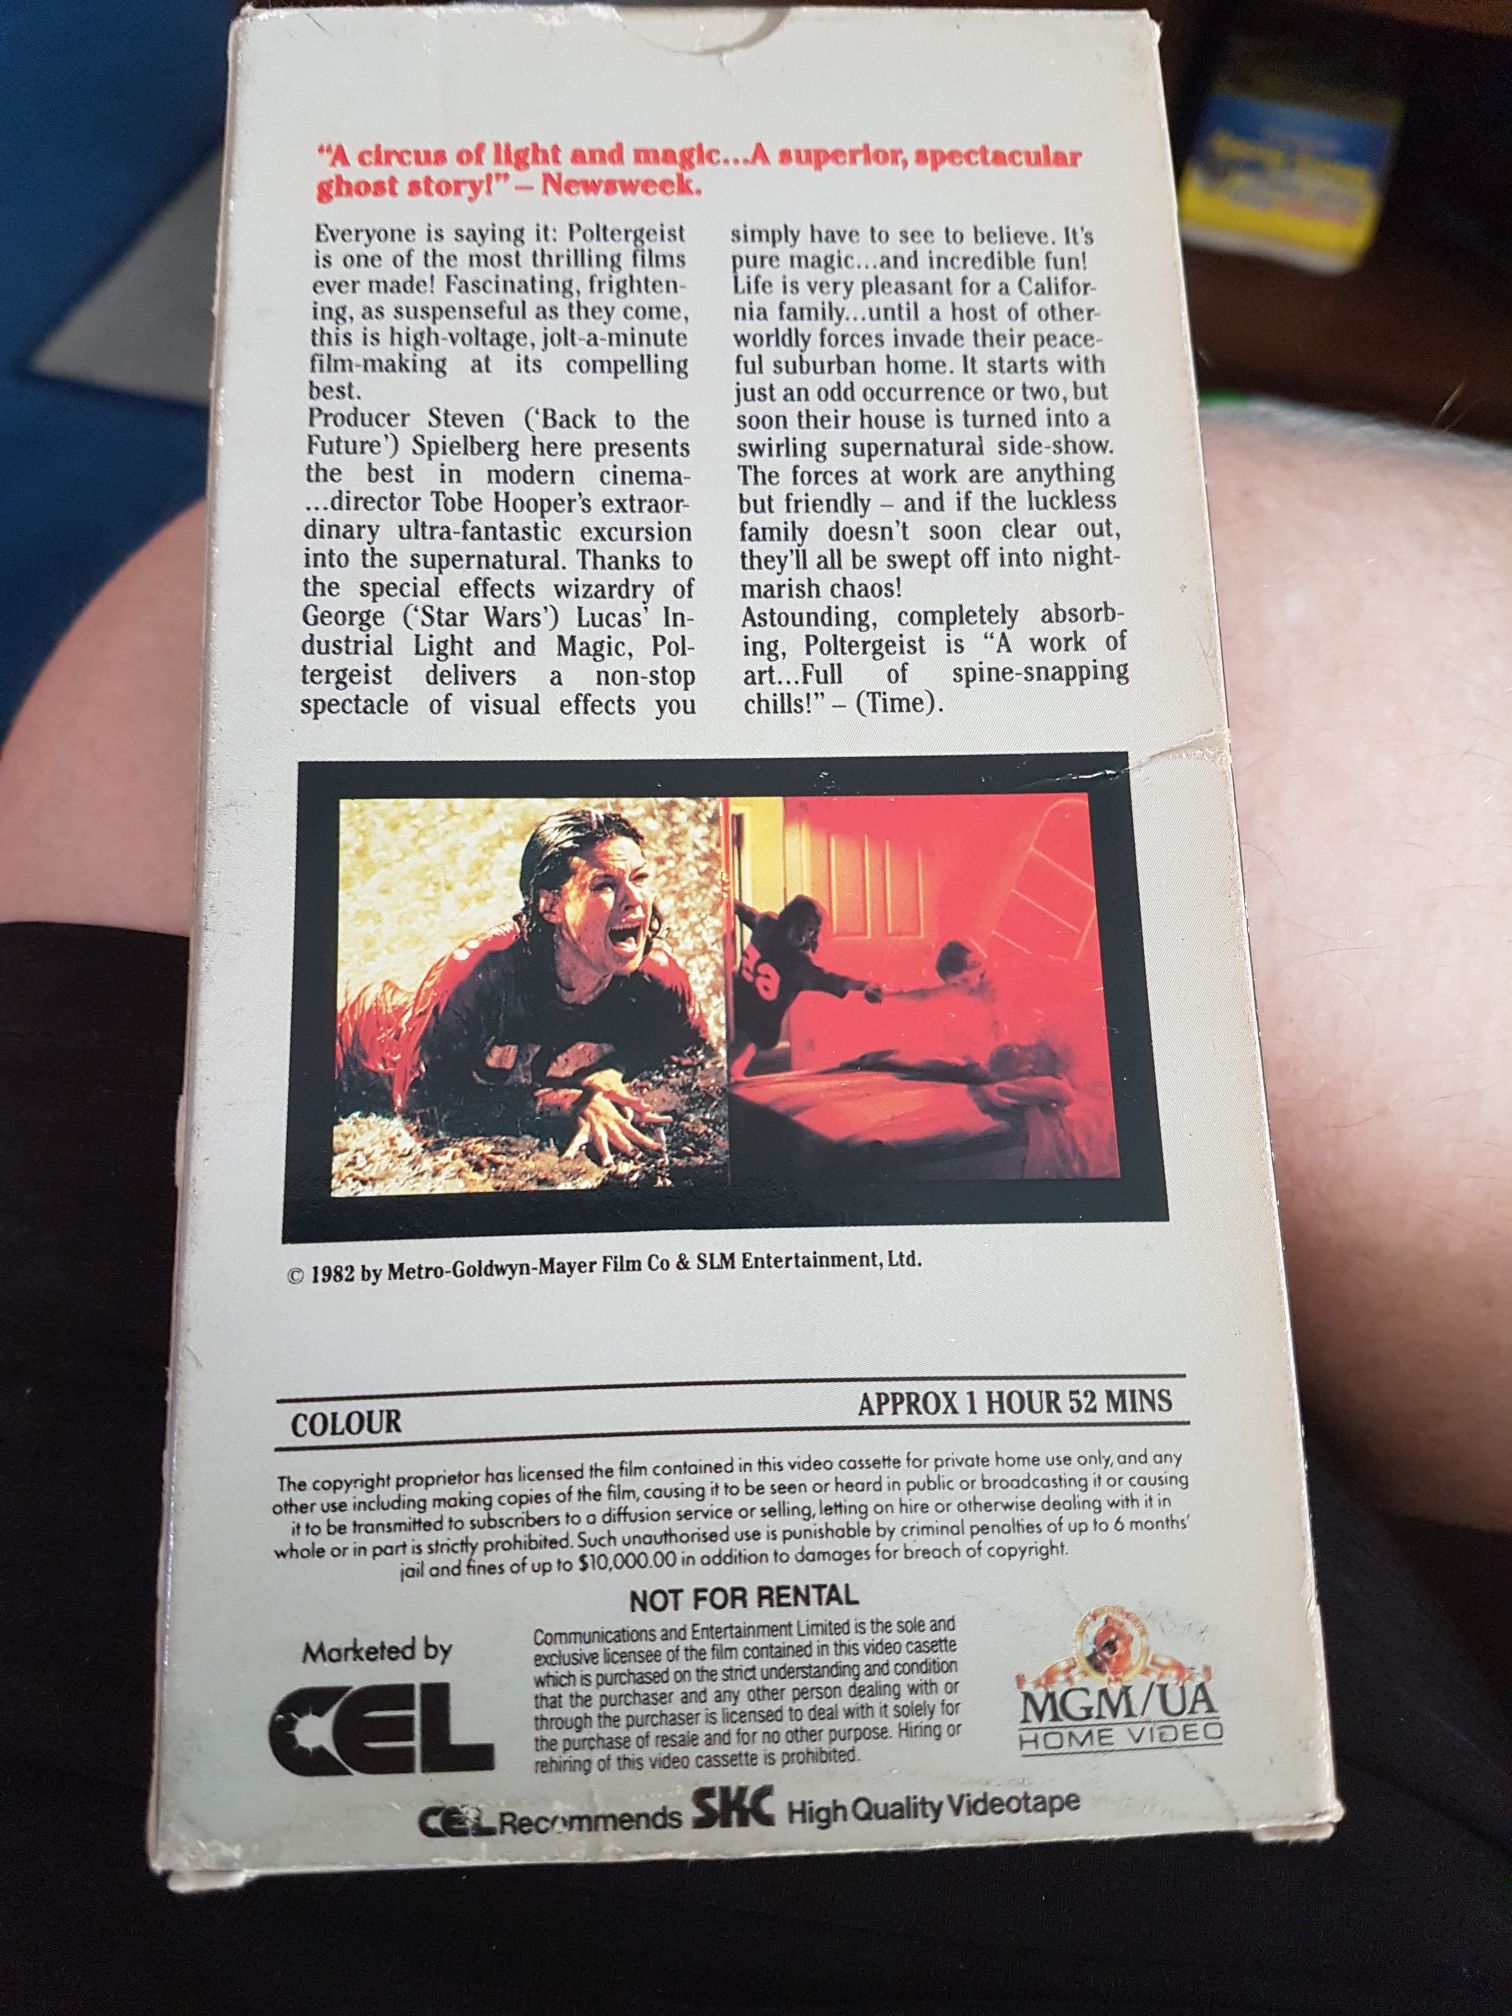 “A circus of light and magic...A superior, spectacular
ghost story!” – Newsweek.
Everyone is saying it: Poltergeist
is one of the most thrilling films
ever made! Fascinating, frighten-
ing, as suspenseful as they come,
this is high-voltage, jolt-a-minute
film-making at its compelling
best.
Producer Steven (‘Back to the
Future’) Spielberg here presents
the best in modern cinema-
...director Tobe Hooper’s extraor-
dinary ultra-fantastic excursion
into the supernatural. Thanks to
the special effects wizardry of
George (‘Star Wars’) Lucas’ In-
dustrial Light and Magic, Pol-
tergeist delivers a non-stop
spectacle of visual effects you
simply have to see to believe. It’s
pure magic...and incredible fun!
Life is very pleasant for a Califor-
nia family...until a host of other-
worldly forces invade their peace-
ful suburban home. It starts with
just an odd occurrence or two, but
soon their house is turned into a
swirling supernatural side-show.
The forces at work are anything
but friendly – and if the luckless
family doesn’t soon clear out,
they’ll all be swept off into night-
marish chaos!
Astounding, completely absorb-
ing, Poltergeist is “A work of
art...Full of spine-snapping
chills!” – (Time).
© 1982 by Metro-Goldwyn-Mayer Film Co & SLM Entertainment, Ltd.
COLOUR APPROX 1 HOUR 52 MINS
The copyright proprietor has licensed the film contained in this video cassette for private home use only, and any
other use including making copies of the film, causing it to be seen or heard in public or broadcasting it or causing
it to be transmitted to subscribers to a diffusion service or selling, letting on hire or otherwise dealing with it in
whole or in part is strictly prohibited. Such unauthorised use is punishable by criminal penalties of up to 6 months’
jail and fines of up to $10,000.00 in addition to damages for breach of copyright.
NOT FOR RENTAL
Marketed by
CEL
Communications and Entertainment Limited is the sole and
exclusive licensee of the film contained in this video casette
which is purchased on the strict understanding and condition
that the purchaser and any other person dealing with or
through the purchaser is licensed to deal with it solely for
the purchase of resale and for no other purpose. Hiring or
rehiring of this video cassette is prohibited.
MGM/UA
HOME VIDEO
CEL Recommends SKC High Quality Videotape